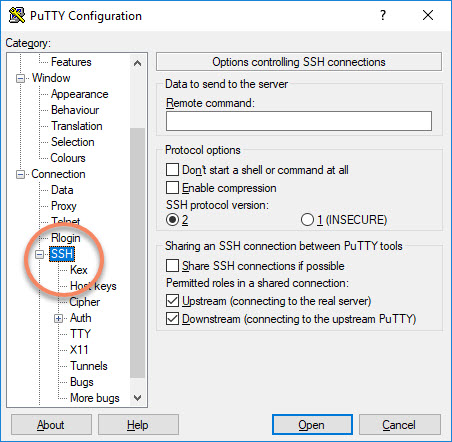 PuTTY Configuration
Category:
Features
Window
Appearance
Behaviour
Translation
Selection
Colours
Connection
Data
Proxy
Telnet
Rlogin
SSH
Kex
Host keys
Cipher
Auth
TTY
X11
Tunnels
Bugs
More bugs
Options controlling SSH connections
Data to send to the server
Remote command:
Protocol options
Don't start a shell or command at all
Enable compression
SSH protocol version:
2 1 (INSECURE)
Sharing an SSH connection between PuTTY tools
Share SSH connections if possible
Permitted roles in a shared connection:
Upstream (connecting to the real server)
Downstream (connecting to the upstream PuTTY)
About Help Open Cancel